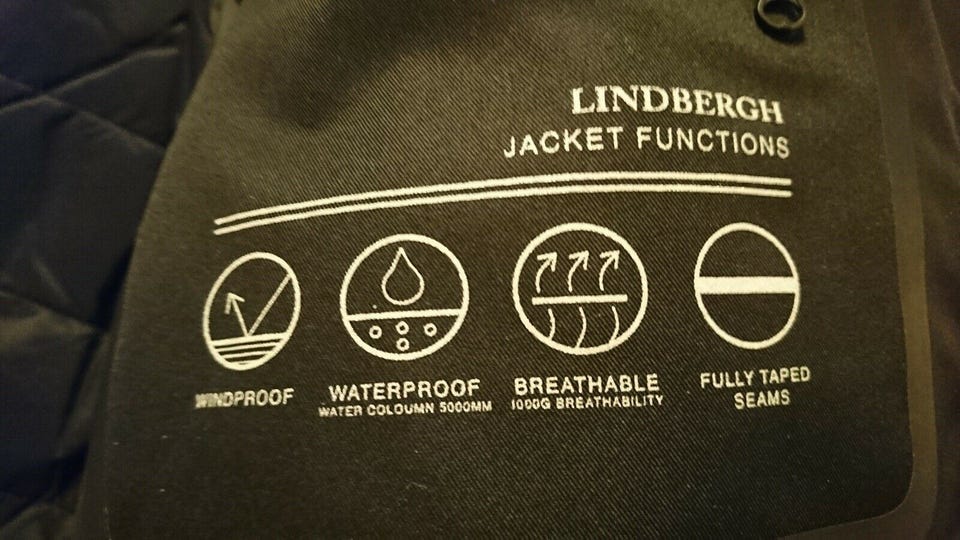 LINDBERGH
JACKET FUNCTIONS
WINDPROOF
WATERPROOF
WATER COLOUMN 5000MM
BREATHABLE
1000G BREATHABILITY
FULLY TAPED
SEAMS